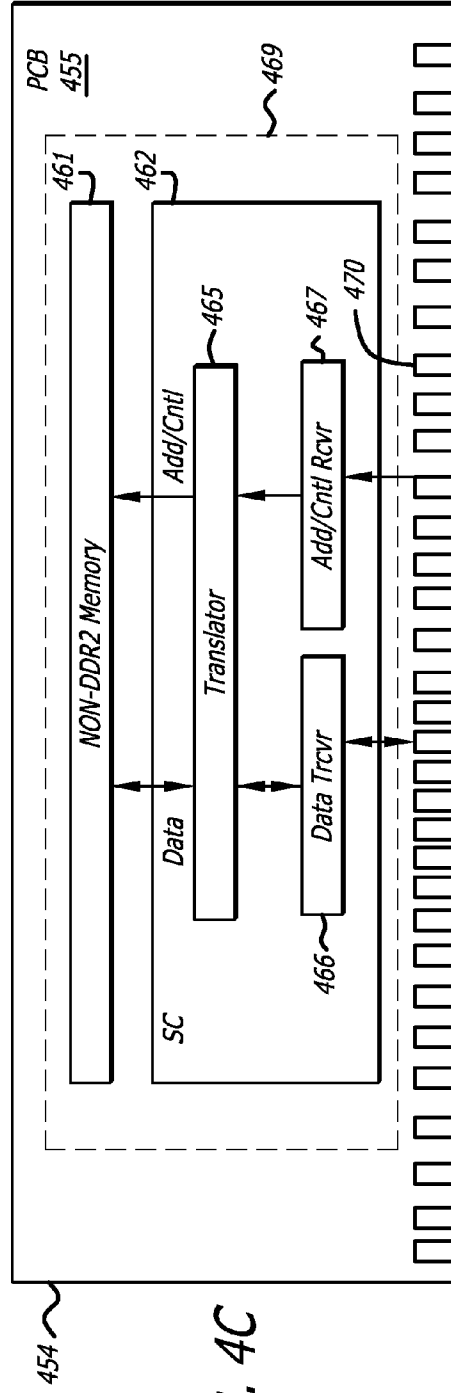 454
PCB
455
469
461
NON-DDR2 Memory
462
Data
Add/Cntl
465
SC
Translator
467
470
Data Trcvr
Add/Cntl Rcvr
466
. 4C